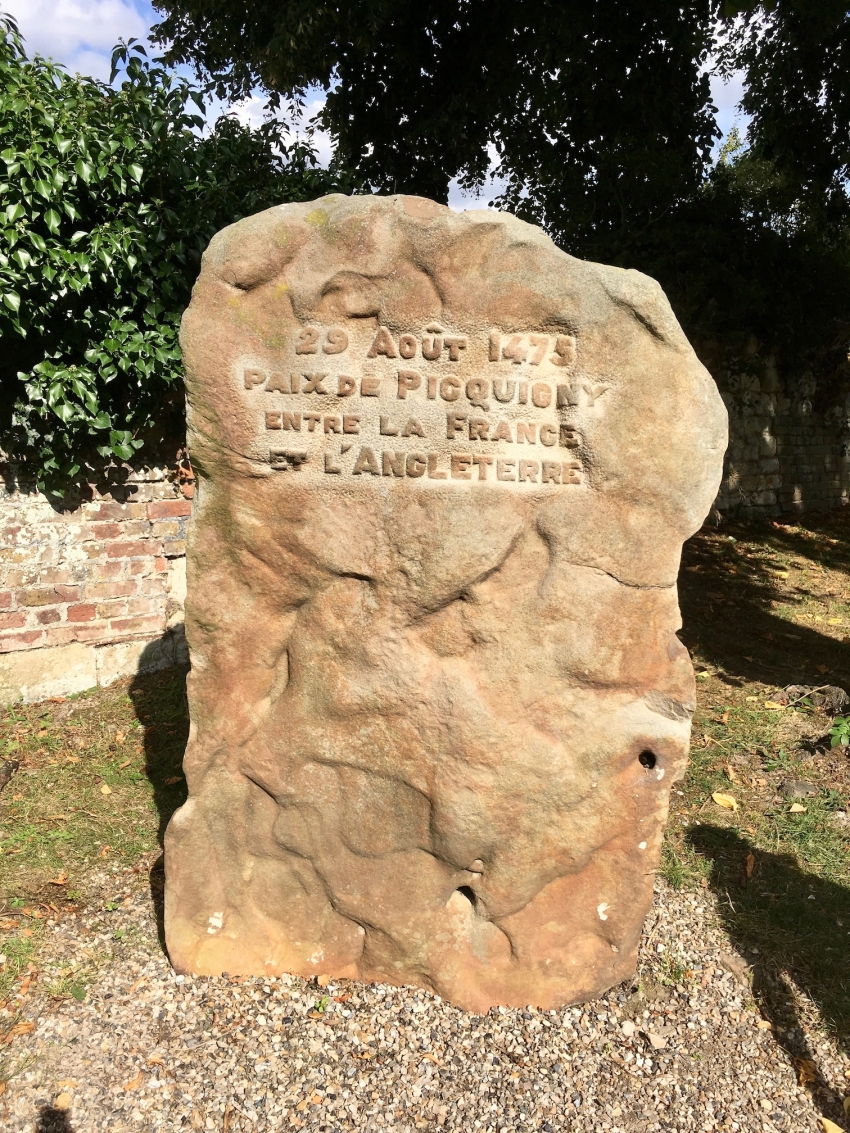 29 Août 1475
Paix de Picquigny
entre la France
et l'Angleterre